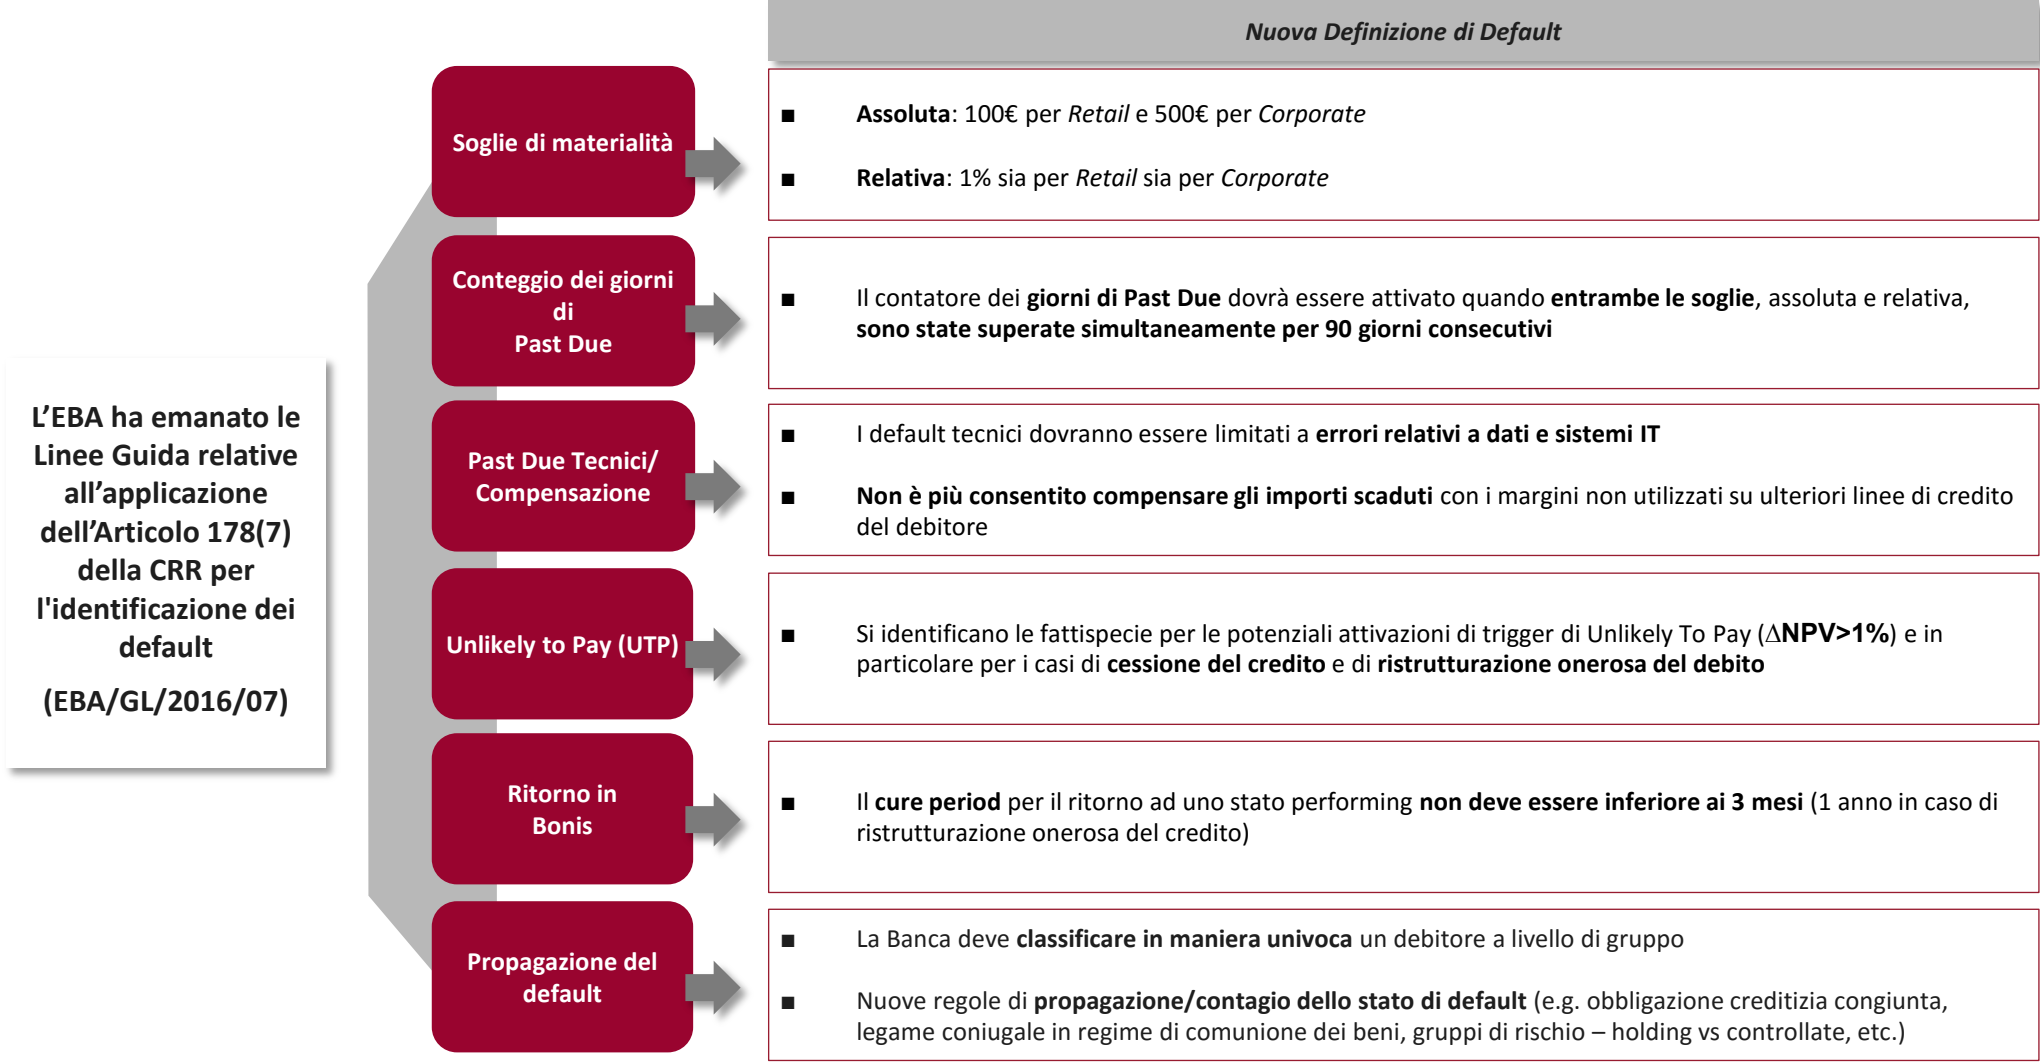 Nuova Definizione di Default
L'EBA ha emanato le
Linee Guida relative
all'applicazione
dell'Articolo 178(7)
della CRR per
l'identificazione dei
default
(EBA/GL/2016/07)
Soglie di materialità
■ Assoluta: 100€ per Retail e 500€ per Corporate
■ Relativa: 1% sia per Retail sia per Corporate
Conteggio dei giorni
di
Past Due
■ Il contatore dei giorni di Past Due dovrà essere attivato quando entrambe le soglie, assoluta e relativa,
sono state superate simultaneamente per 90 giorni consecutivi
Past Due Tecnici/
Compensazione
■ I default tecnici dovranno essere limitati a errori relativi a dati e sistemi IT
■ Non è più consentito compensare gli importi scaduti con i margini non utilizzati su ulteriori linee di credito
del debitore
Unlikely to Pay (UTP)
■ Si identificano le fattispecie per le potenziali attivazioni di trigger di Unlikely To Pay (∆NPV>1%) e in
particolare per i casi di cessione del credito e di ristrutturazione onerosa del debito
Ritorno in
Bonis
■ Il cure period per il ritorno ad uno stato performing non deve essere inferiore ai 3 mesi (1 anno in caso di
ristrutturazione onerosa del credito)
Propagazione del
default
■ La Banca deve classificare in maniera univoca un debitore a livello di gruppo
■ Nuove regole di propagazione/contagio dello stato di default (e.g. obbligazione creditizia congiunta,
legame coniugale in regime di comunione dei beni, gruppi di rischio – holding vs controllate, etc.)